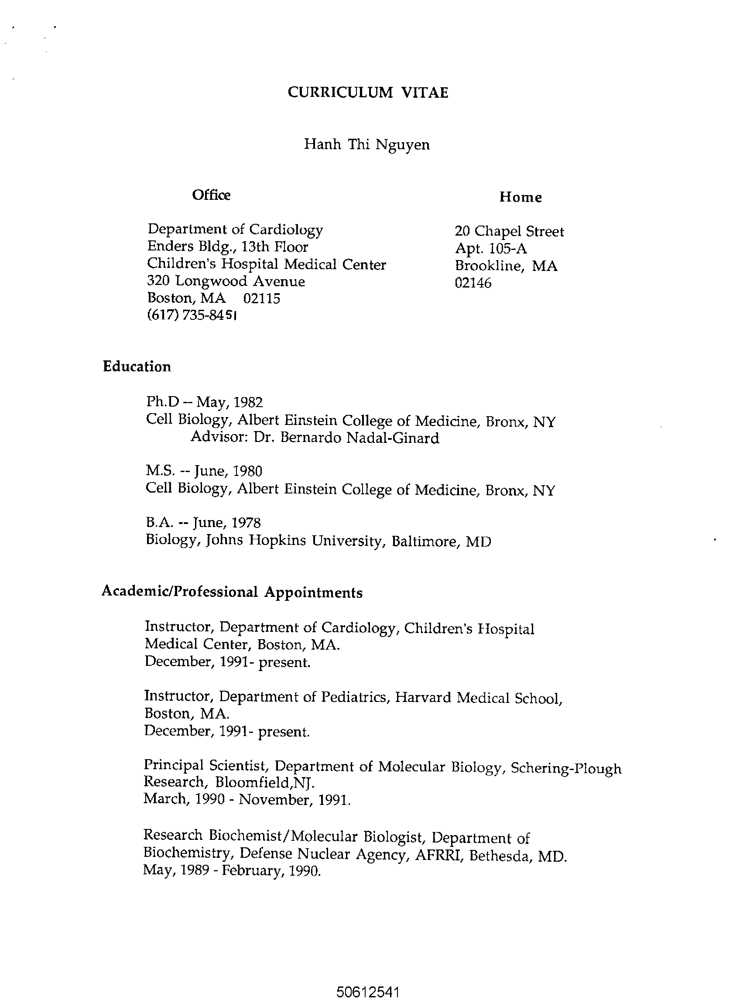 CURRICULUM VITAE
Hanh Thi Nguyen
Office
Department of Cardiology
Enders Bldg., 13th Floor
Children's Hospital Medical Center
320 Longwood Avenue
Boston, MA 02115
(617) 735-8451
Home
20 Chapel Street
Apt. 105-A
Brookline, MA
02146
Education
Ph.D -- May, 1982
Cell Biology, Albert Einstein College of Medicine, Bronx, NY
Advisor: Dr. Bernardo Nadal-Ginard
M.S. -- June, 1980
Cell Biology, Albert Einstein College of Medicine, Bronx, NY
B.A. -- June, 1978
Biology, Johns Hopkins University, Baltimore, MD
Academic/Professional Appointments
Instructor, Department of Cardiology, Children's Hospital
Medical Center, Boston, MA.
December, 1991- present.
Instructor, Department of Pediatrics, Harvard Medical School,
Boston, MA.
December, 1991- present.
Principal Scientist, Department of Molecular Biology, Schering-Plough
Research, Bloomfield,NJ.
March, 1990 - November, 1991.
Research Biochemist/Molecular Biologist, Department of
Biochemistry, Defense Nuclear Agency, AFRRI, Bethesda, MD.
May, 1989 - February, 1990.
50612541